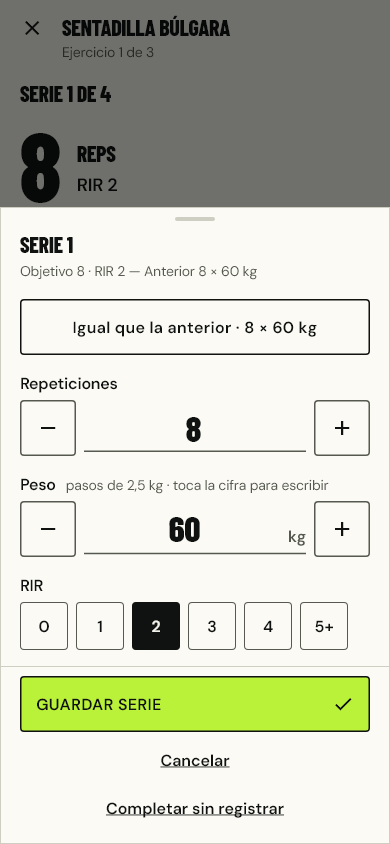 SENTADILLA BÚLGARA
Ejercicio 1 de 3
SERIE 1 DE 4
8 REPS
RIR 2
SERIE 1
Objetivo 8 · RIR 2 — Anterior 8 × 60 kg
Igual que la anterior · 8 × 60 kg
Repeticiones
− 8 +
Peso pasos de 2,5 kg · toca la cifra para escribir
− 60 kg +
RIR
0 1 2 3 4 5+
GUARDAR SERIE
Cancelar
Completar sin registrar